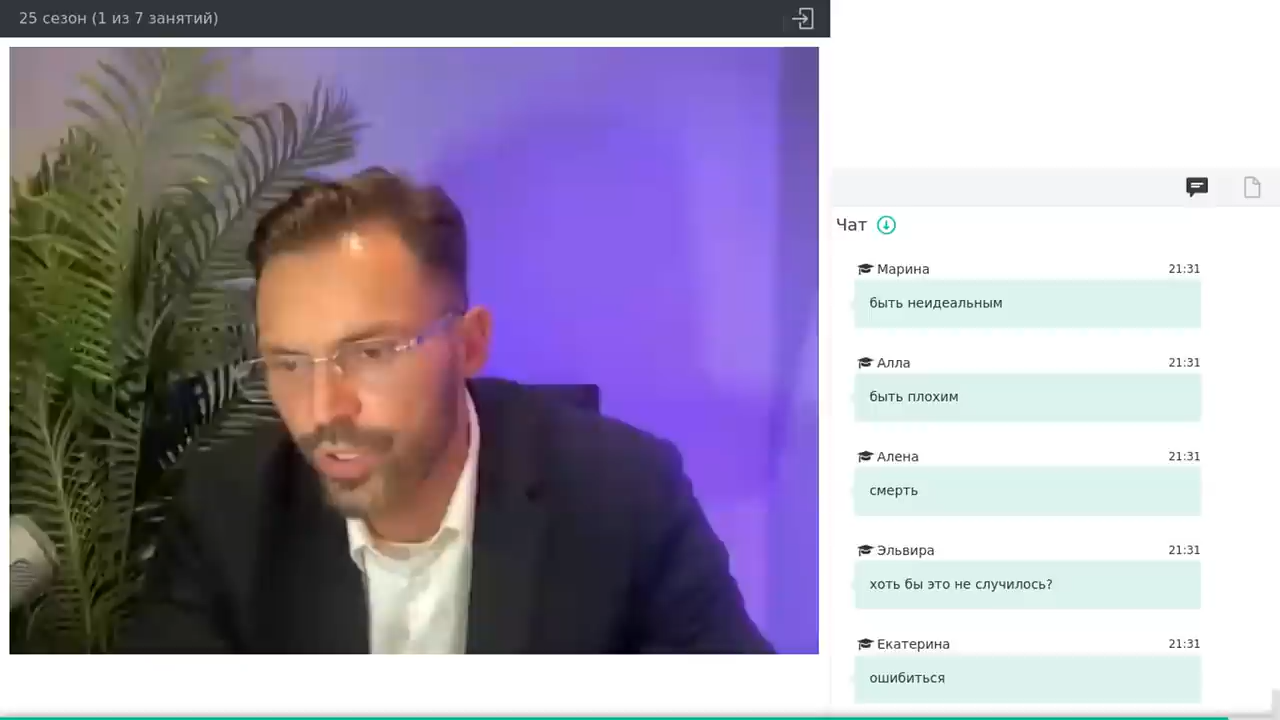 25 сезон (1 из 7 занятий)
Чат
Марина 21:31
быть неидеальным
Алла 21:31
быть плохим
Алена 21:31
смерть
Эльвира 21:31
хоть бы это не случилось?
Екатерина 21:31
ошибиться